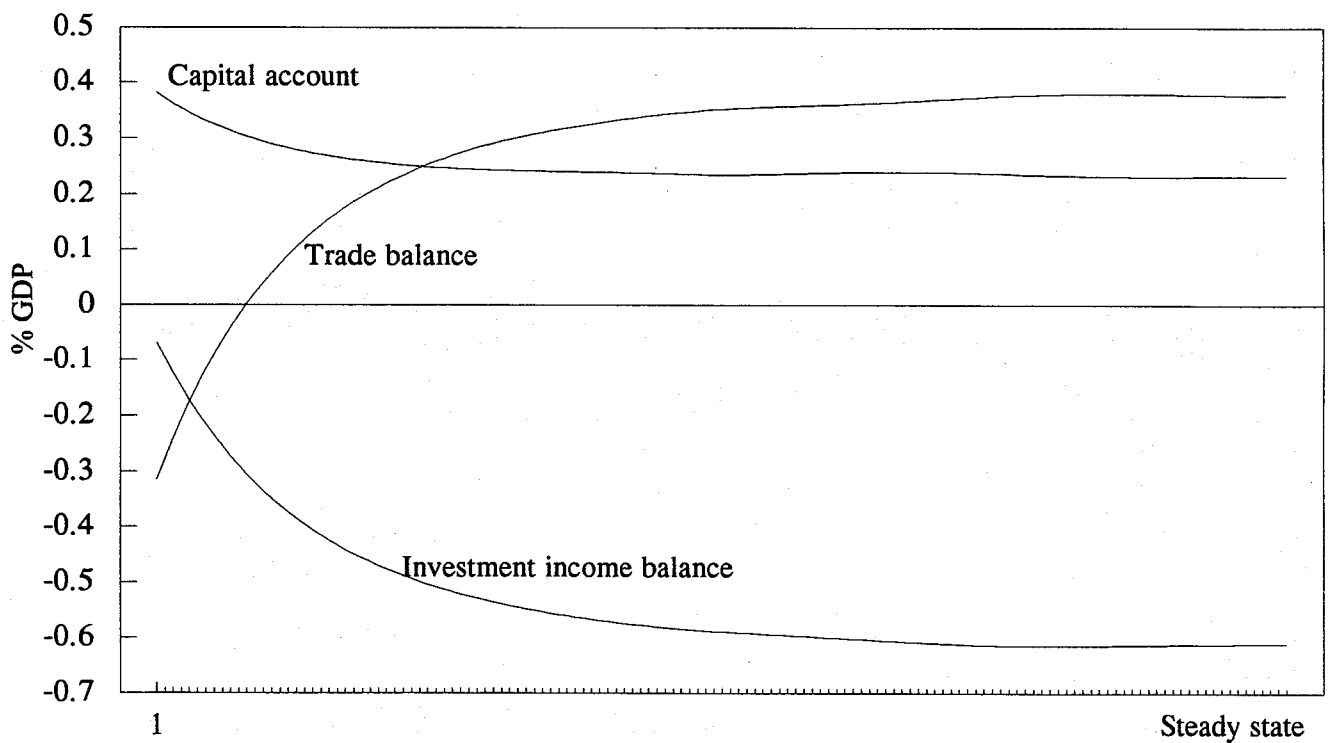 0.5
0.4
0.3
0.2
0.1
0
-0.1
-0.2
-0.3
-0.4
-0.5
-0.6
-0.7
% GDP
Capital account
Trade balance
Investment income balance
1
Steady state